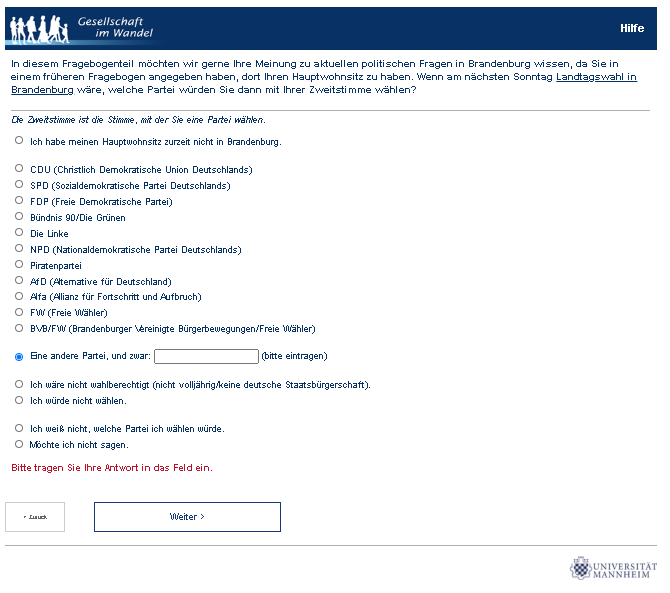 Gesellschaft
im Wandel
Hilfe
In diesem Fragebogenteil möchten wir gerne Ihre Meinung zu aktuellen politischen Fragen in Brandenburg wissen, da Sie in
einem früheren Fragebogen angegeben haben, dort Ihren Hauptwohnsitz zu haben. Wenn am nächsten Sonntag Landtagswahl in
Brandenburg wäre, welche Partei würden Sie dann mit Ihrer Zweitstimme wählen?
Die Zweitstimme ist die Stimme, mit der Sie eine Partei wählen.
Ich habe meinen Hauptwohnsitz zurzeit nicht in Brandenburg.
CDU (Christlich Demokratische Union Deutschlands)
SPD (Sozialdemokratische Partei Deutschlands)
FDP (Freie Demokratische Partei)
Bündnis 90/Die Grünen
Die Linke
NPD (Nationaldemokratische Partei Deutschlands)
Piratenpartei
AfD (Alternative für Deutschland)
Alfa (Allianz für Fortschritt und Aufbruch)
FW (Freie Wähler)
BVB/FW (Brandenburger Vereinigte Bürgerbewegungen/Freie Wähler)
Eine andere Partei, und zwar: (bitte eintragen)
Ich wäre nicht wahlberechtigt (nicht volljährig/keine deutsche Staatsbürgerschaft).
Ich würde nicht wählen.
Ich weiß nicht, welche Partei ich wählen würde.
Möchte ich nicht sagen.
Bitte tragen Sie Ihre Antwort in das Feld ein.
< Zurück
Weiter >
UNIVERSITÄT
MANNHEIM